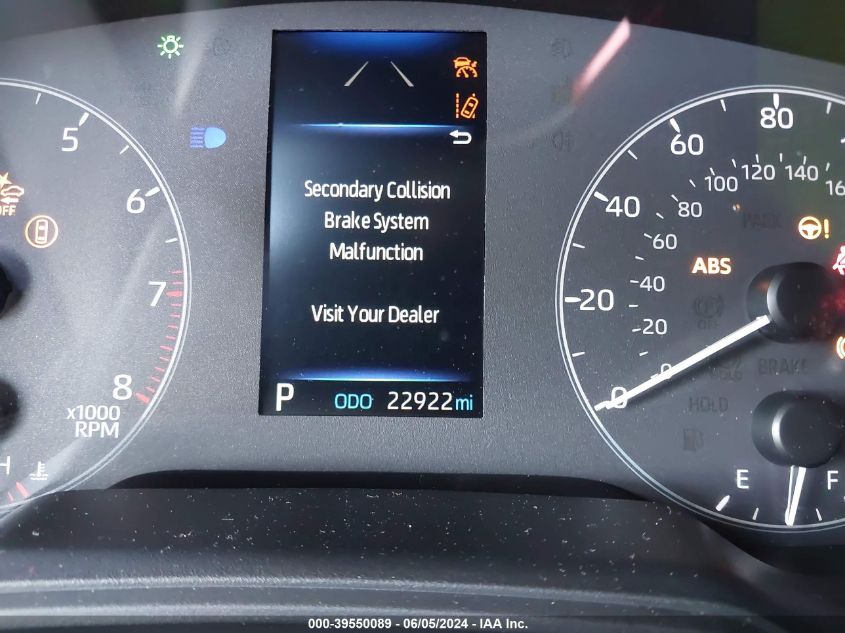 Secondary Collision
Brake System
Malfunction
Visit Your Dealer
P ODO 22922 mi
5
6
7
8
x1000
RPM
OFF
H
0
20
40
60
80
0
20
40
60
80
100
120
140
PARK
ABS
OFF
BRAKE
HOLD
E F
000-39550089 - 06/05/2024 - IAA Inc.